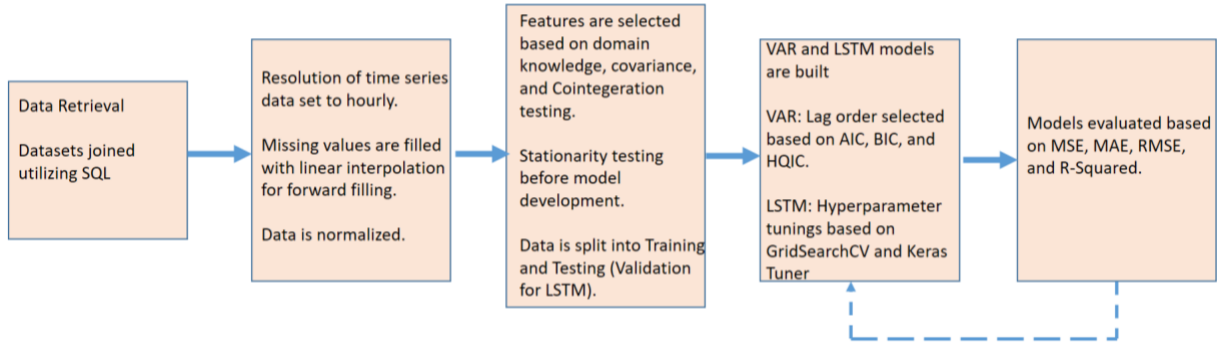 Data Retrieval
Datasets joined
utilizing SQL
Resolution of time series
data set to hourly.
Missing values are filled
with linear interpolation
for forward filling.
Data is normalized.
Features are selected
based on domain
knowledge, covariance,
and Cointegeration
testing.
Stationarity testing
before model
development.
Data is split into Training
and Testing (Validation
for LSTM).
VAR and LSTM models
are built
VAR: Lag order selected
based on AIC, BIC, and
HQIC.
LSTM: Hyperparameter
tunings based on
GridSearchCV and Keras
Tuner
Models evaluated based
on MSE, MAE, RMSE,
and R-Squared.